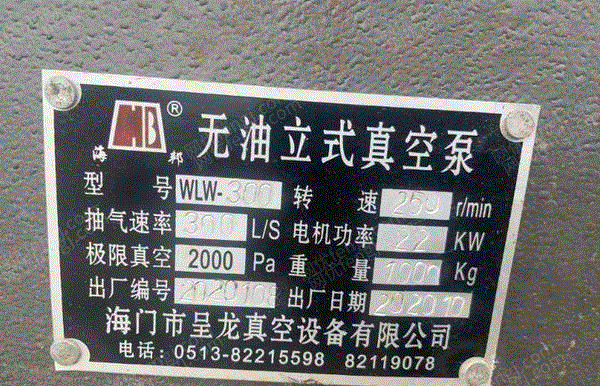 HB®
海邦
无油立式真空泵
型号 WLW-300 转速 260 r/min
抽气速率 300 L/S 电机功率 22 KW
极限真空 2000 Pa 重量 1000 Kg
出厂编号 出厂日期 202010
海门市呈龙真空设备有限公司
电话：0513-82215598 82119078